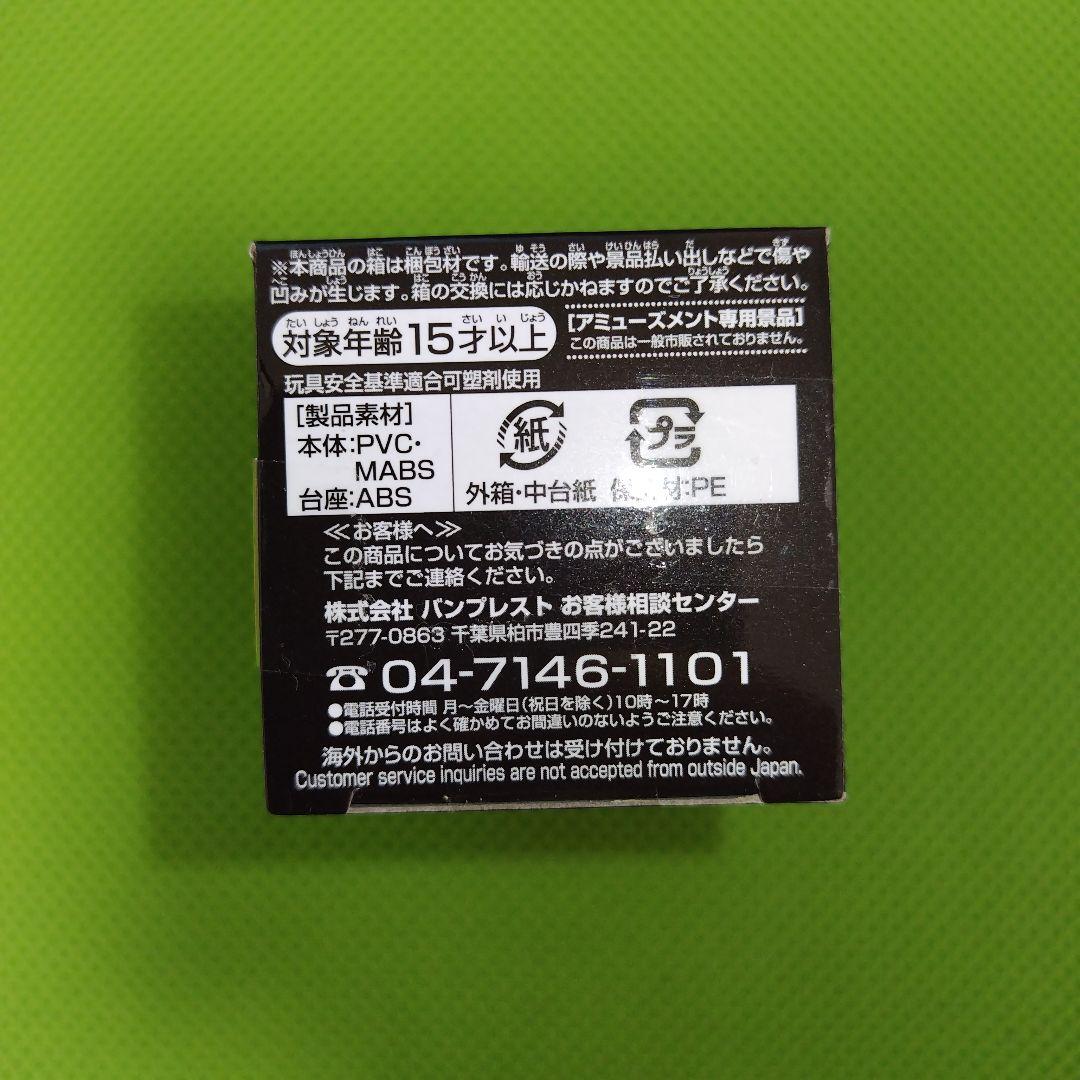 ※本商品の箱は梱包材です。輸送の際や景品払い出しなどで傷や
凹みが生じます。箱の交換には応じかねますのでご了承ください。
対象年齢15才以上
[アミューズメント専用景品]
この商品は一般市販されておりません。
玩具安全基準適合可塑剤使用
[製品素材]
本体:PVC・
MABS
台座:ABS
紙
プラ
外箱・中台紙
材:PE
≪お客様へ≫
この商品についてお気づきの点がございましたら
下記までご連絡ください。
株式会社 バンプレスト お客様相談センター
〒277-0863 千葉県柏市豊四季241-22
☎04-7146-1101
●電話受付時間 月〜金曜日(祝日を除く)10時〜17時
●電話番号はよく確かめてお間違いのないようご注意ください。
海外からのお問い合わせは受け付けておりません。
Customer service inquiries are not accepted from outside Japan.